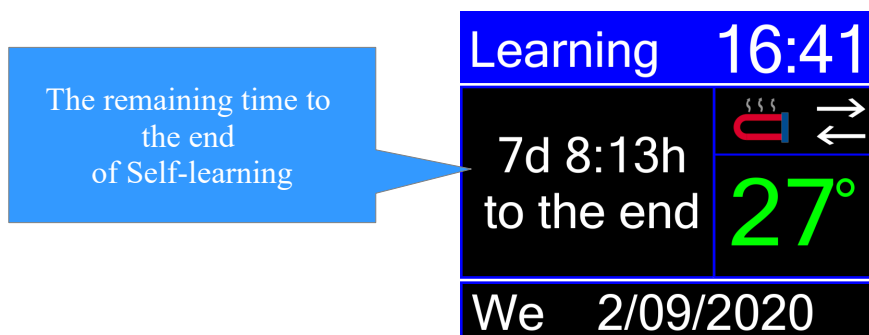 The remaining time to
the end
of Self-learning
Learning 16:41
7d 8:13h
to the end
27°
We 2/09/2020